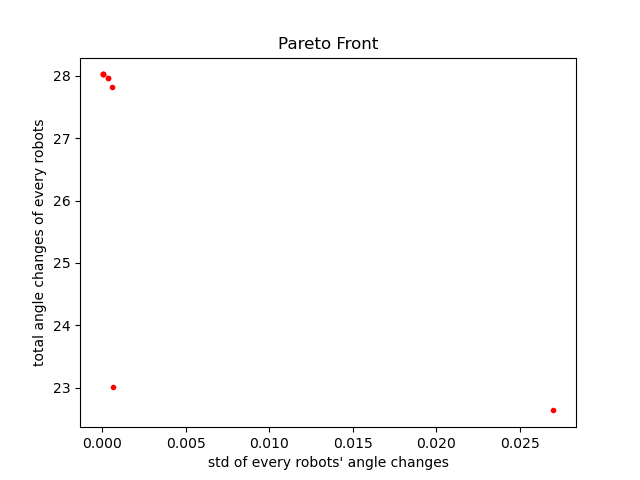 Pareto Front
total angle changes of every robots
28
27
26
25
24
23
0.000 0.005 0.010 0.015 0.020 0.025
std of every robots' angle changes